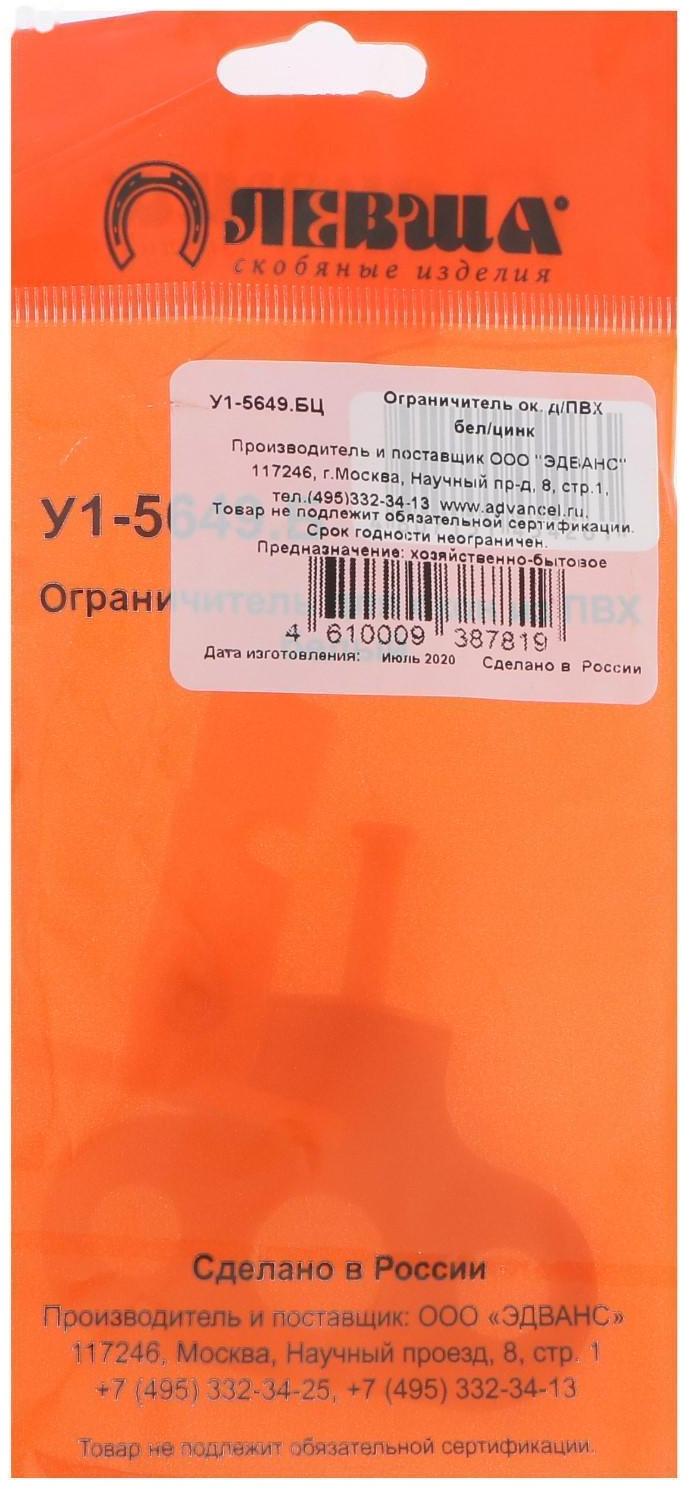 ЛЕВША®
скобяные изделия
У1-5649.БЦ
Ограничитель ок. д/ПВХ
бел/цинк
Производитель и поставщик ООО "ЭДВАНС"
117246, г.Москва, Научный пр-д, 8, стр.1,
тел.(495)332-34-13 www.advancel.ru.
Товар не подлежит обязательной сертификации.
Срок годности неограничен.
Предназначение: хозяйственно-бытовое
4 610009 387819
Дата изготовления: Июль 2020 Сделано в России
У1-5649.
Ограничитель ПВХ
Сделано в России
Производитель и поставщик: ООО «ЭДВАНС»
117246, Москва, Научный проезд, 8, стр. 1
+7 (495) 332-34-25, +7 (495) 332-34-13
Товар не подлежит обязательной сертификации.